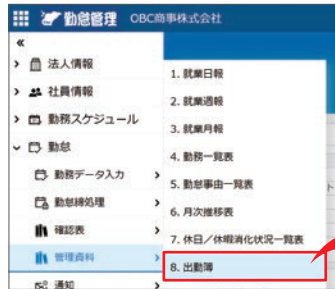 勤怠管理 OBC商事株式会社
«
法人情報
社員情報
勤務スケジュール
勤怠
勤務データ入力
勤怠締処理
確認表
管理資料
通知
1. 就業日報
2. 就業週報
3. 就業月報
4. 勤務一覧表
5. 勤怠事由一覧表
6. 月次推移表
7. 休日／休暇消化状況一覧表
8. 出勤簿
ト